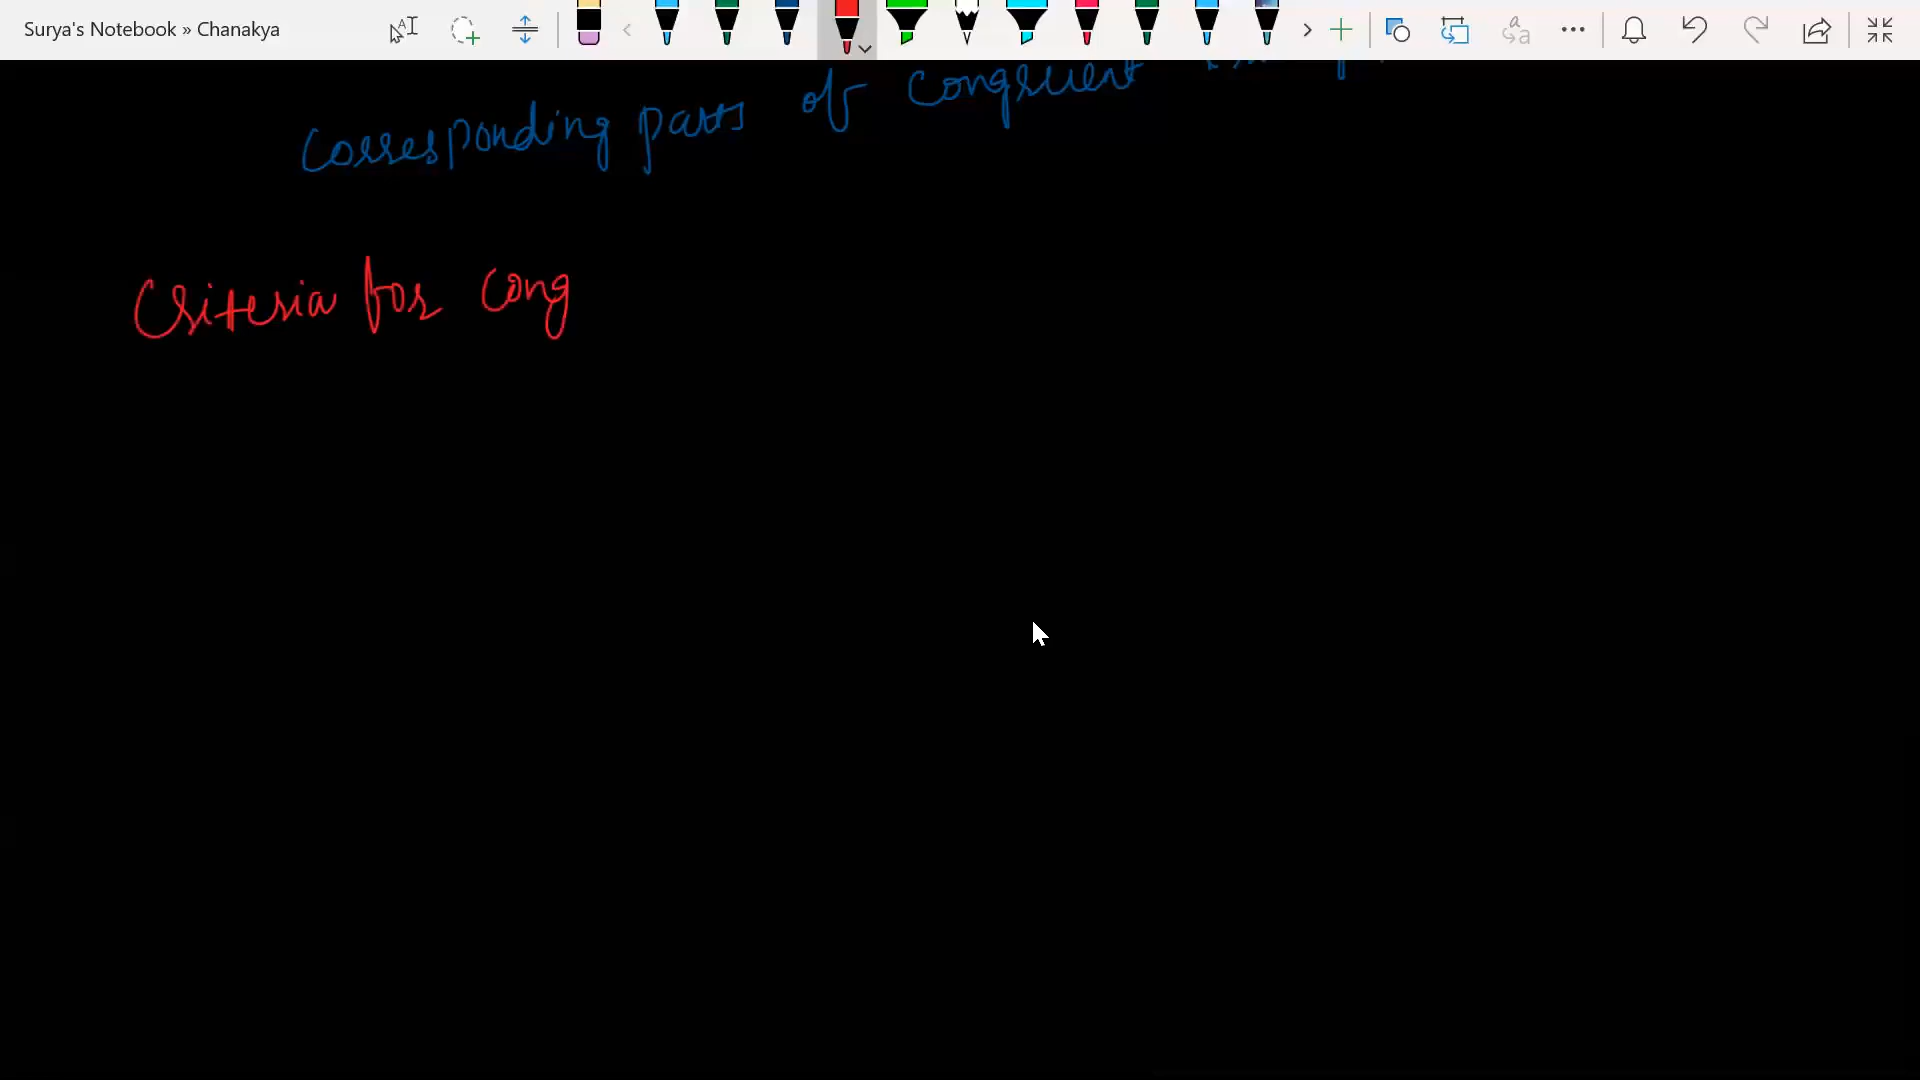 Surya's Notebook » Chanakya
Corresponding parts of congruent
Criteria for cong